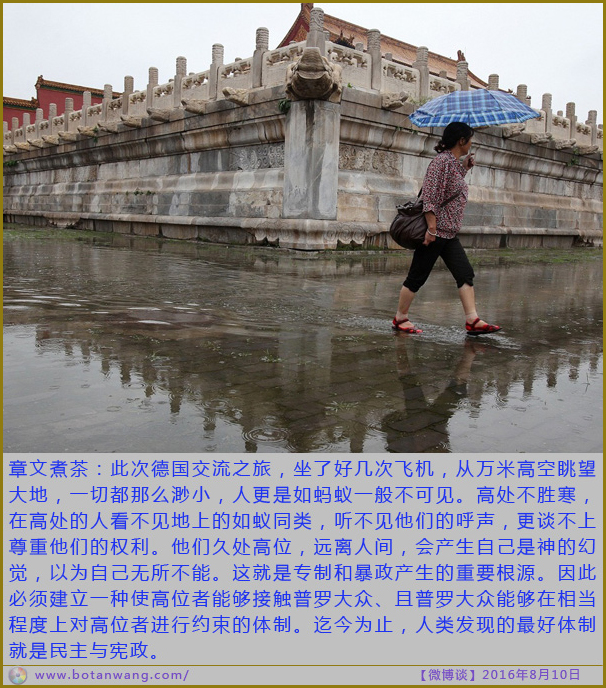 章文煮茶：此次德国交流之旅，坐了好几次飞机，从万米高空眺望
大地，一切都那么渺小，人更是如蚂蚁一般不可见。高处不胜寒，
在高处的人看不见地上的如蚁同类，听不见他们的呼声，更谈不上
尊重他们的权利。他们久处高位，远离人间，会产生自己是神的幻
觉，以为自己无所不能。这就是专制和暴政产生的重要根源。因此
必须建立一种使高位者能够接触普罗大众、且普罗大众能够在相当
程度上对高位者进行约束的体制。迄今为止，人类发现的最好体制
就是民主与宪政。
www.botanwang.com/ 【微博谈】2016年8月10日